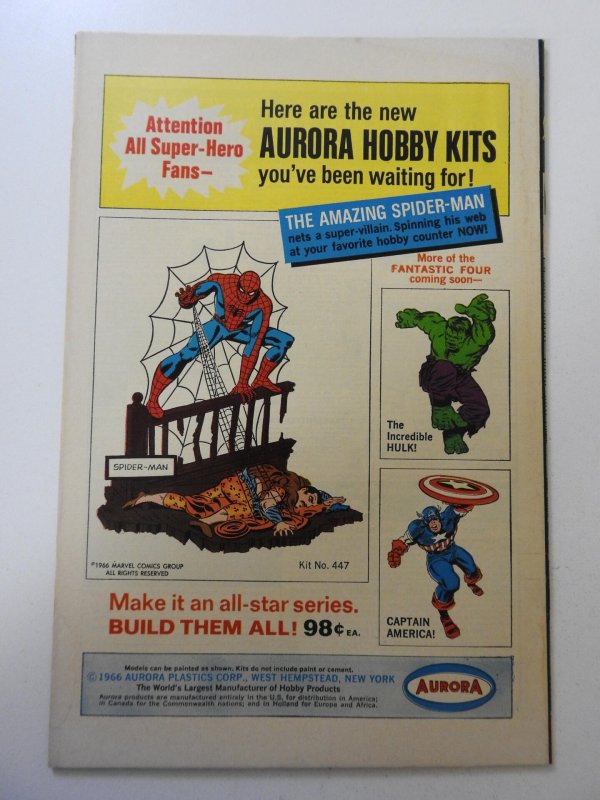 Attention
All Super-Hero
Fans—
Here are the new
AURORA HOBBY KITS
you've been waiting for!
THE AMAZING SPIDER-MAN
nets a super-villain. Spinning his web
at your favorite hobby counter NOW!
More of the
FANTASTIC FOUR
coming soon—
SPIDER-MAN
©1966 MARVEL COMICS GROUP
ALL RIGHTS RESERVED
Kit No. 447
The
Incredible
HULK!
CAPTAIN
AMERICA!
Make it an all-star series.
BUILD THEM ALL! 98¢ EA.
Models can be painted as shown. Kits do not include paint or cement.
© 1966 AURORA PLASTICS CORP., WEST HEMPSTEAD, NEW YORK
The World's Largest Manufacturer of Hobby Products
Aurora products are manufactured entirely in the U.S. for distribution in America;
in Canada for the Commonwealth nations; and in Holland for Europe and Africa.
AURORA